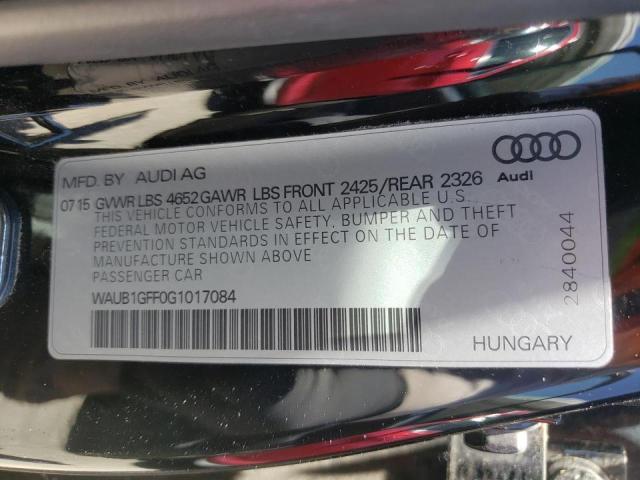 MFD. BY AUDI AG
07 15 GVWR LBS 4652 GAWR LBS FRONT 2425/REAR 2326
Audi
THIS VEHICLE CONFORMS TO ALL APPLICABLE U.S.
FEDERAL MOTOR VEHICLE SAFETY, BUMPER AND THEFT
PREVENTION STANDARDS IN EFFECT ON THE DATE OF
MANUFACTURE SHOWN ABOVE
PASSENGER CAR
WAUB1GFF0G1017084
HUNGARY
2840044